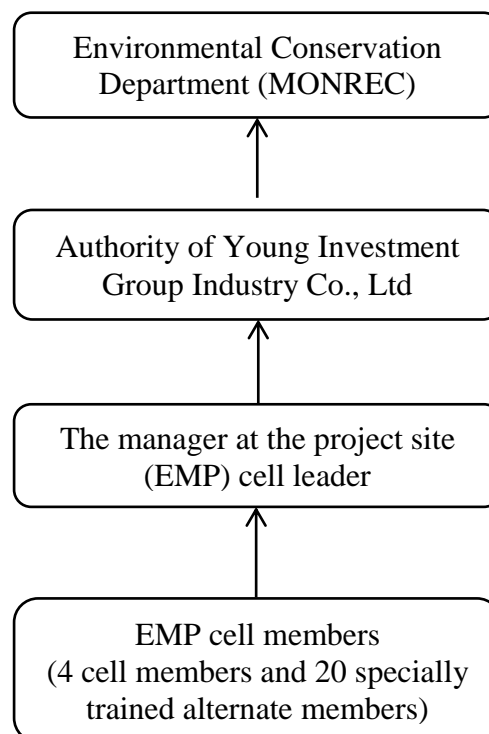 Environmental Conservation
Department (MONREC)
Authority of Young Investment
Group Industry Co., Ltd
The manager at the project site
(EMP) cell leader
EMP cell members
(4 cell members and 20 specially
trained alternate members)